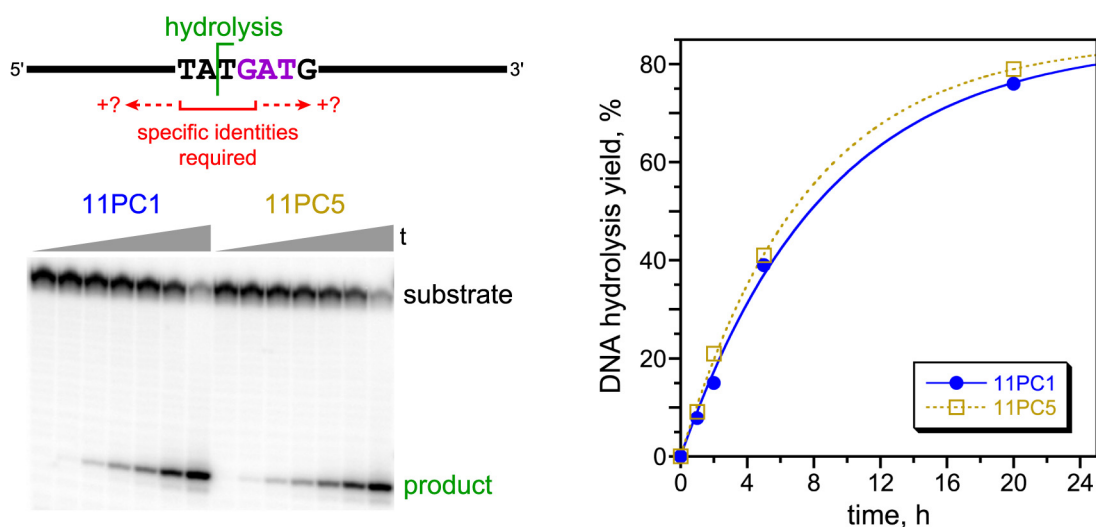 hydrolysis
5' TATGATG 3'
+? +?
specific identities
required
11PC1 11PC5
t
substrate
product
DNA hydrolysis yield, %
80
60
40
20
0
0 4 8 12 16 20 24
time, h
11PC1
11PC5